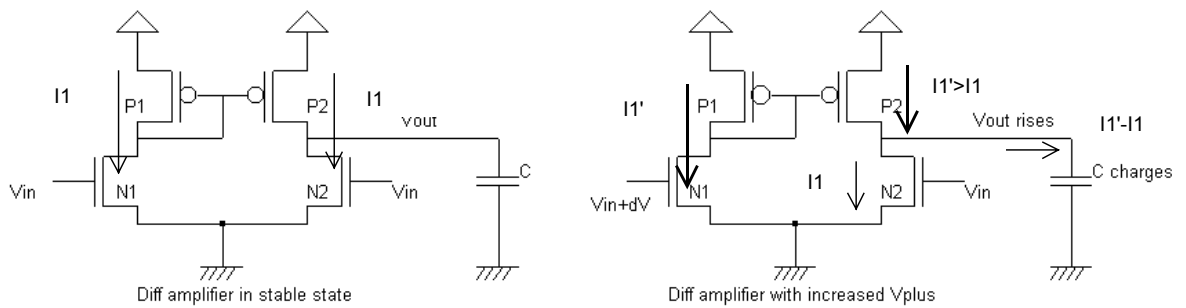 I1
P1
P2
I1
Vout
Vin
N1
N2
Vin
C
Diff amplifier in stable state
I1'
P1
P2
I1'>I1
Vout rises
I1'-I1
Vin+dV
N1
I1
N2
Vin
C charges
Diff amplifier with increased Vplus